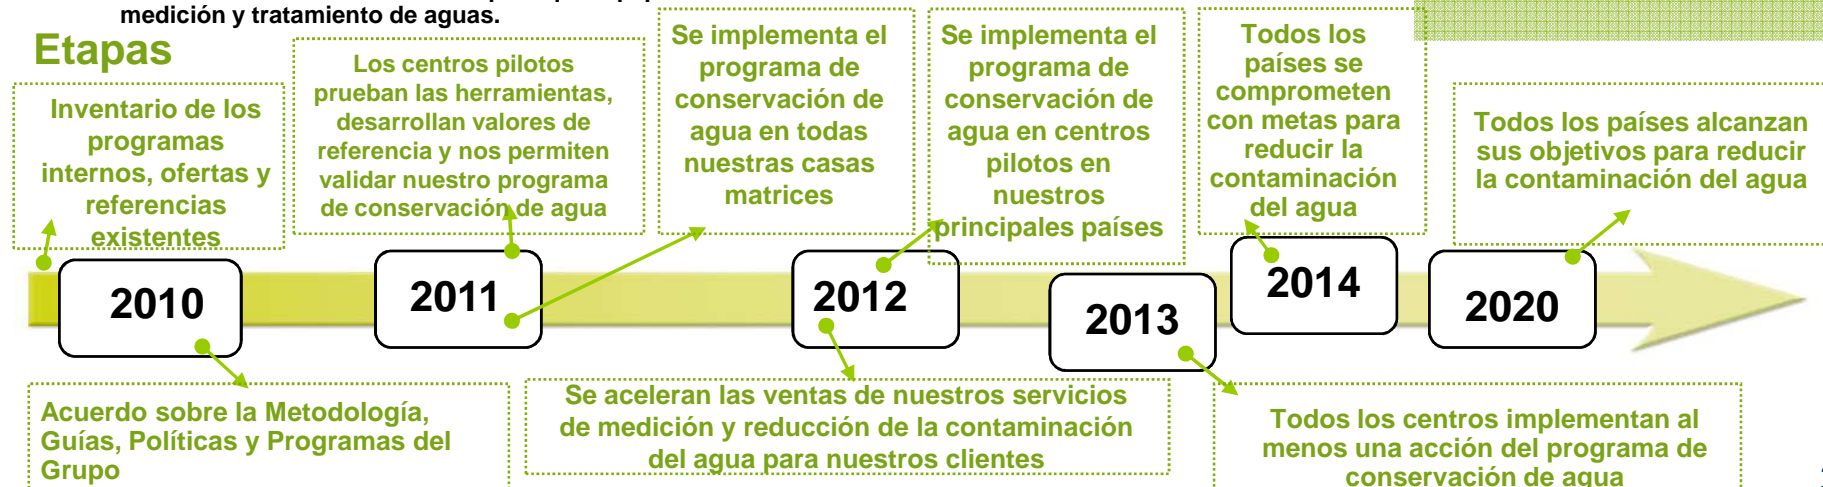 medición y tratamiento de aguas.
Etapas
Inventario de los
programas
internos, ofertas y
referencias
existentes
Los centros pilotos
prueban las herramientas,
desarrollan valores de
referencia y nos permiten
validar nuestro programa
de conservación de agua
Se implementa el
programa de
conservación de
agua en todas
nuestras casas
matrices
Se implementa el
programa de
conservación de
agua en centros
pilotos en
nuestros
principales países
Todos los
países se
comprometen
con metas para
reducir la
contaminación
del agua
Todos los países alcanzan
sus objetivos para reducir
la contaminación del agua
2010
2011
2012
2013
2014
2020
Acuerdo sobre la Metodología,
Guías, Políticas y Programas del
Grupo
Se aceleran las ventas de nuestros servicios
de medición y reducción de la contaminación
del agua para nuestros clientes
Todos los centros implementan al
menos una acción del programa de
conservación de agua